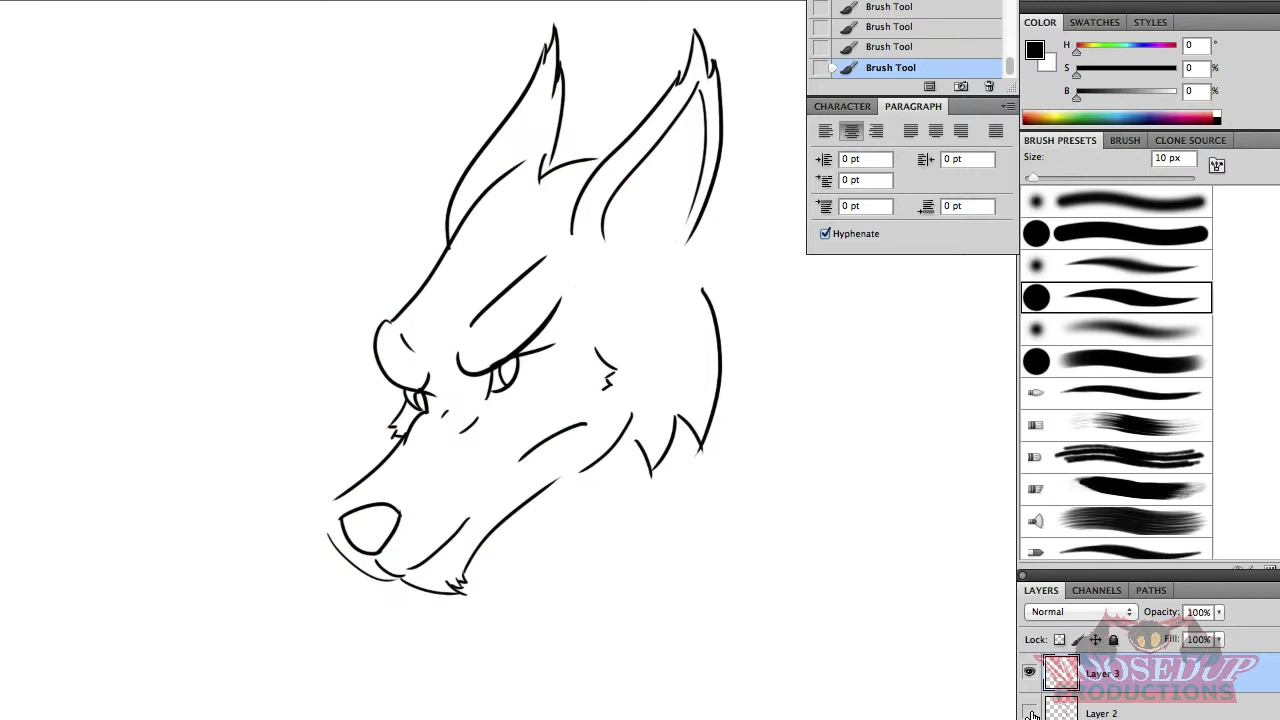 Brush Tool
Brush Tool
Brush Tool
Brush Tool
CHARACTER PARAGRAPH
0 pt 0 pt
0 pt
0 pt 0 pt
Hyphenate
COLOR SWATCHES STYLES
H 0 °
S 0 %
B 0 %
BRUSH PRESETS BRUSH CLONE SOURCE
Size: 10 px
LAYERS CHANNELS PATHS
Normal Opacity: 100%
Lock: Fill: 100%
Layer 3
Layer 2
PRODUCTIONS